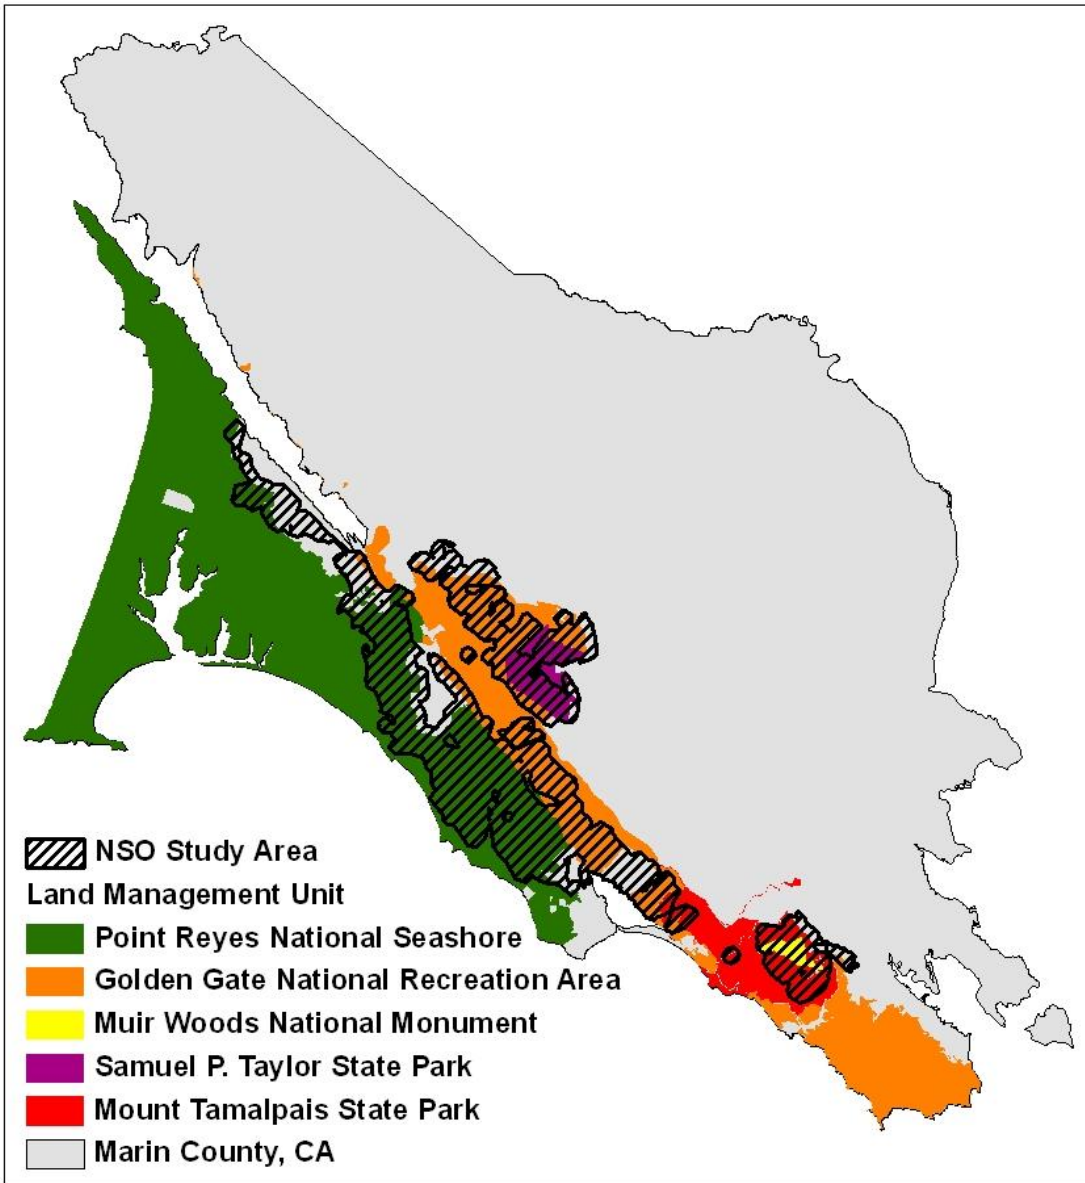 NSO Study Area
Land Management Unit
Point Reyes National Seashore
Golden Gate National Recreation Area
Muir Woods National Monument
Samuel P. Taylor State Park
Mount Tamalpais State Park
Marin County, CA